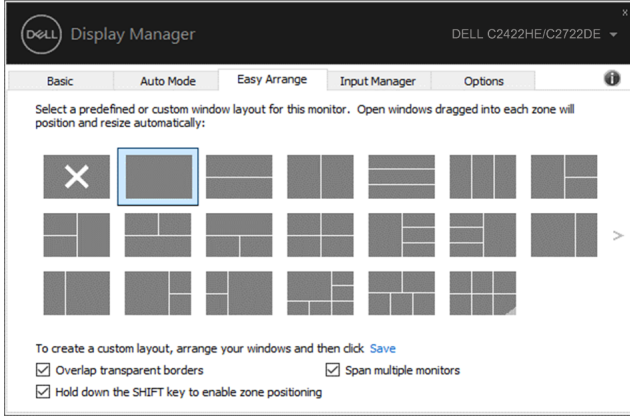 DELL Display Manager
DELL C2422HE/C2722DE
x
Basic
Auto Mode
Easy Arrange
Input Manager
Options
Select a predefined or custom window layout for this monitor. Open windows dragged into each zone will
position and resize automatically:
To create a custom layout, arrange your windows and then click Save
Overlap transparent borders
Span multiple monitors
Hold down the SHIFT key to enable zone positioning